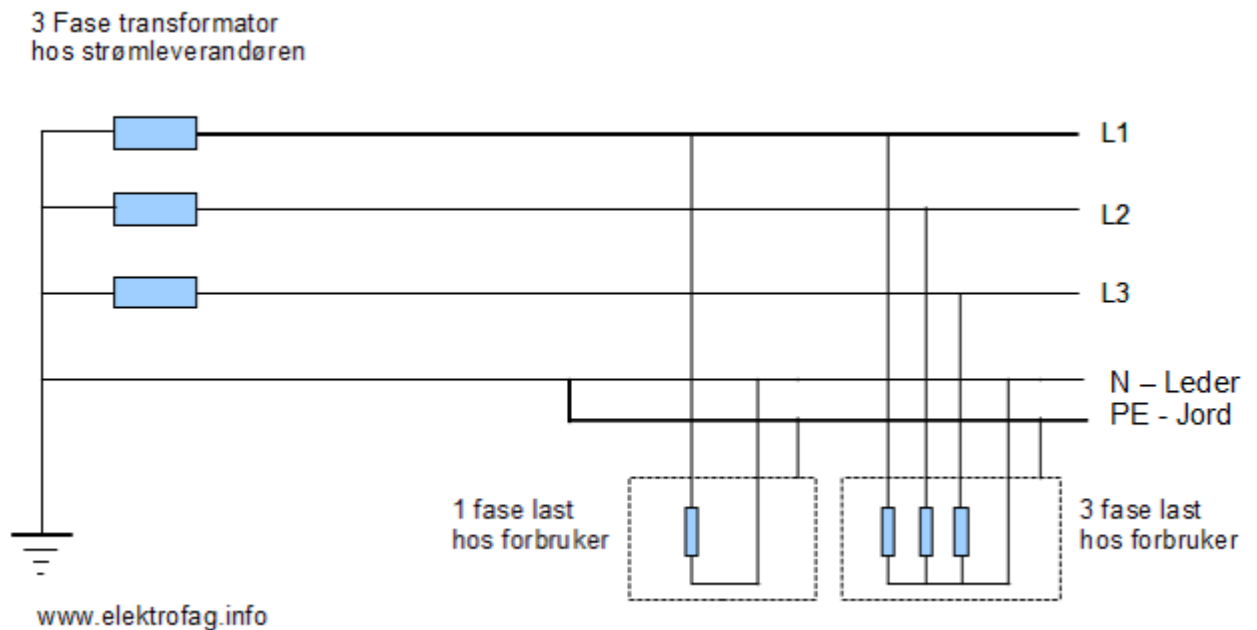 3 Fase transformator
hos strømleverandøren
L1
L2
L3
N – Leder
PE - Jord
1 fase last
hos forbruker
3 fase last
hos forbruker
www.elektrofag.info